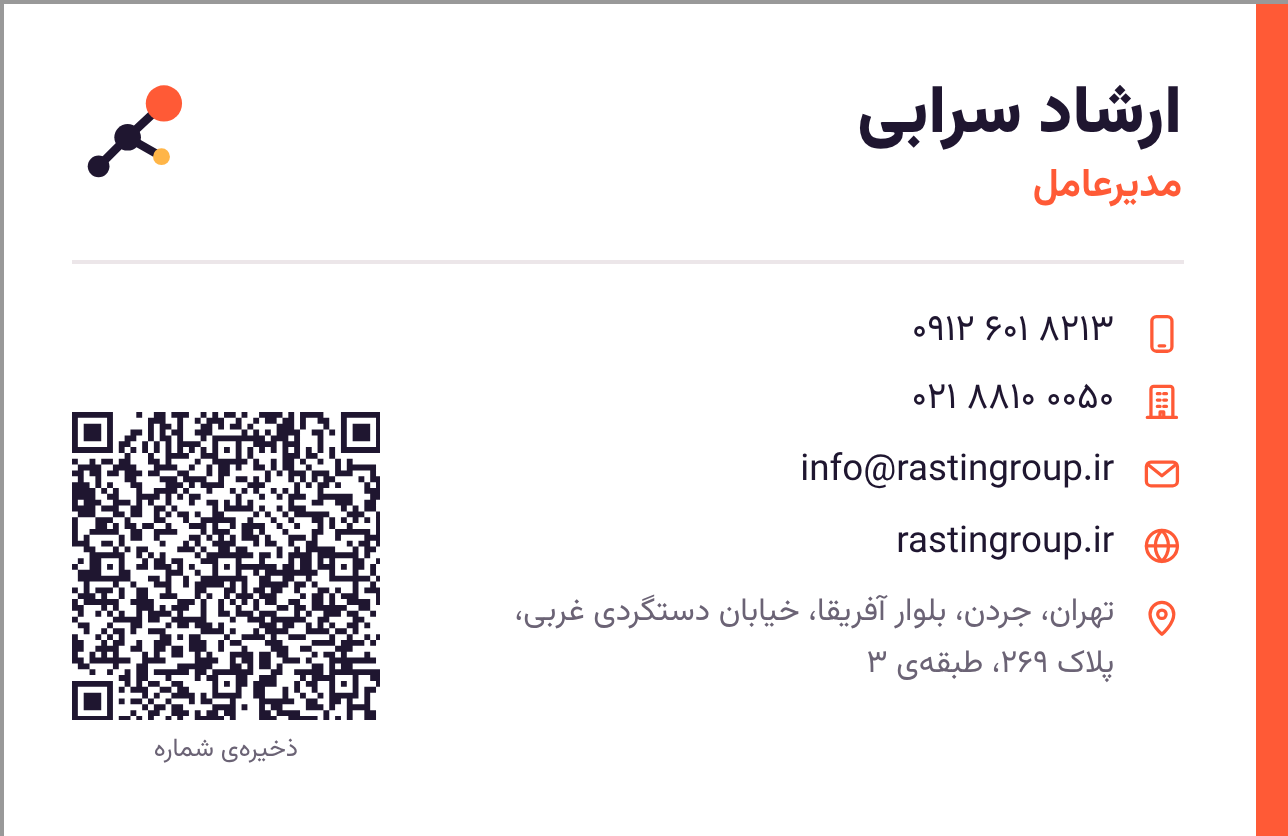 ارشاد سرابی
مدیرعامل
۰۹۱۲ ۶۰۱ ۸۲۱۳
۰۲۱ ۸۸۱۰ ۰۰۵۰
info@rastingroup.ir
rastingroup.ir
تهران، جردن، بلوار آفریقا، خیابان دستگردی غربی،
پلاک ۲۶۹، طبقه‌ی ۳
ذخیره‌ی شماره